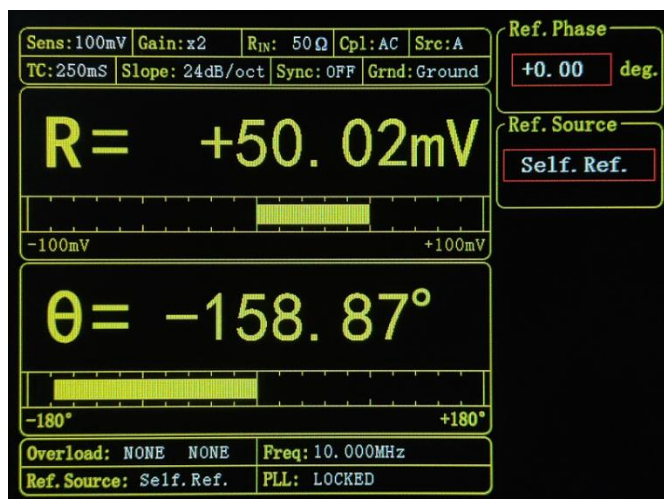 Sens:100mV Gain:x2 RIN: 50Ω Cpl:AC Src:A
TC:250mS Slope: 24dB/oct Sync:OFF Grnd:Ground
R= +50.02mV
-100mV +100mV
θ= -158.87°
-180° +180°
Overload: NONE NONE Freq:10.000MHz
Ref.Source: Self.Ref. PLL: LOCKED
Ref.Phase
+0.00 deg.
Ref.Source
Self.Ref.